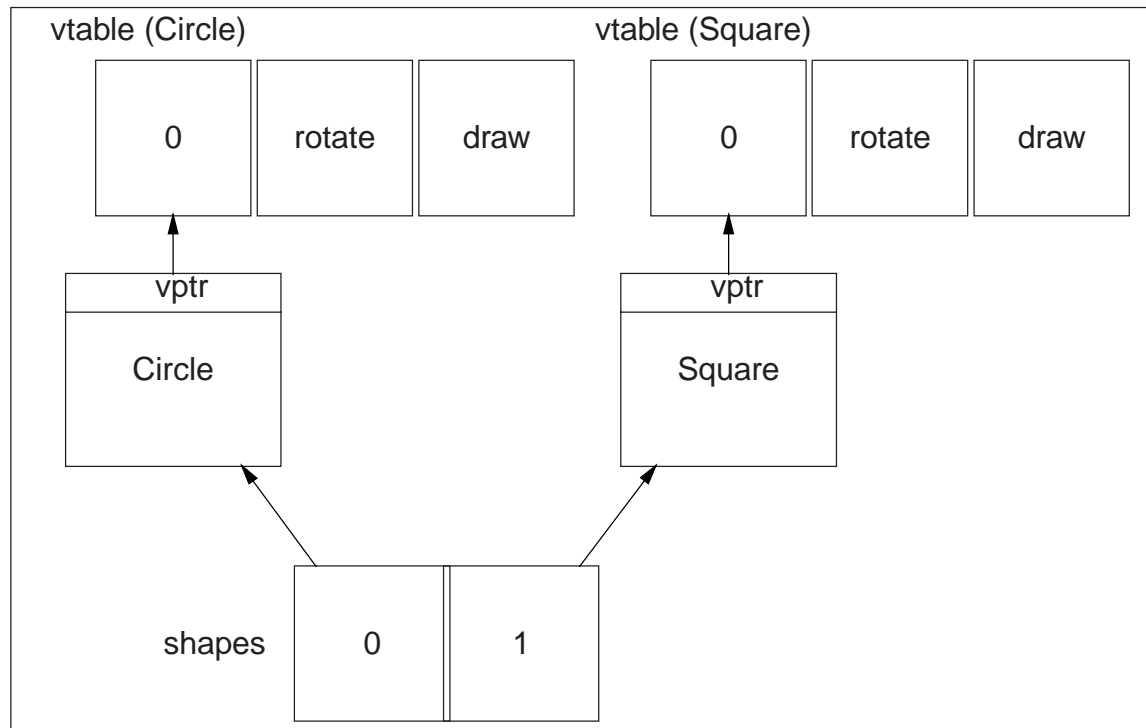 vtable (Circle) vtable (Square)
0 rotate draw 0 rotate draw
vptr vptr
Circle Square
shapes 0 1